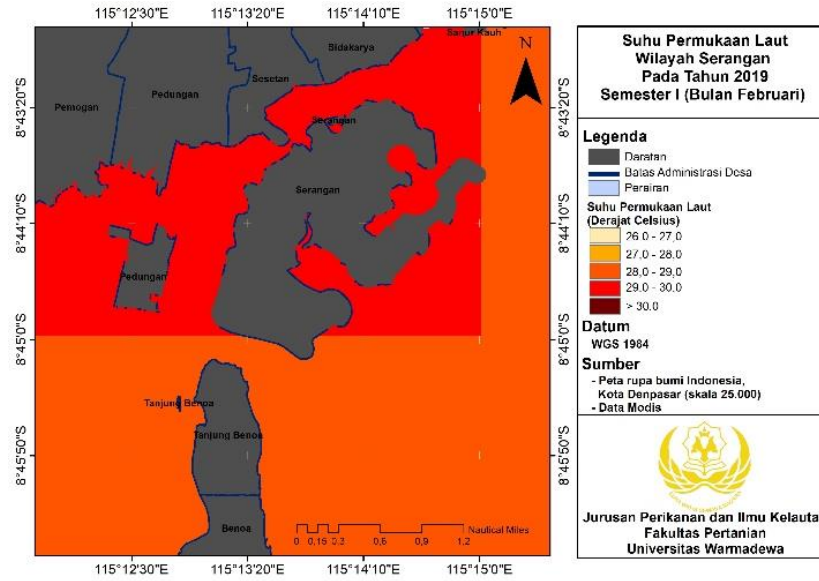 115°12'30"E 115°13'20"E 115°14'10"E 115°15'0"E
8°43'20"S
8°44'10"S
8°45'0"S
8°45'50"S
Sanur Kauh
Sidakarya
Sesetan
Pedungan
Pemogan
Serangan
Serangan
Pedungan
Tanjung Benoa
Tanjung Benoa
Benoa
N
Nautical Miles
0 0,15 0,3 0,6 0,9 1,2
8°43'20"S
8°44'10"S
8°45'0"S
8°45'50"S
115°12'30"E 115°13'20"E 115°14'10"E 115°15'0"E
Suhu Permukaan Laut
Wilayah Serangan
Pada Tahun 2019
Semester I (Bulan Februari)
Legenda
Daratan
Batas Administrasi Desa
Perairan
Suhu Permukaan Laut
(Derajat Celsius)
26.0 - 27,0
27.0 - 28.0
28,0 - 29,0
29.0 - 30.0
> 30.0
Datum
WGS 1984
Sumber
- Peta rupa bumi Indonesia,
Kota Denpasar (skala 25.000)
- Data Modis
Jurusan Perikanan dan Ilmu Kelauta
Fakultas Pertanian
Universitas Warmadewa